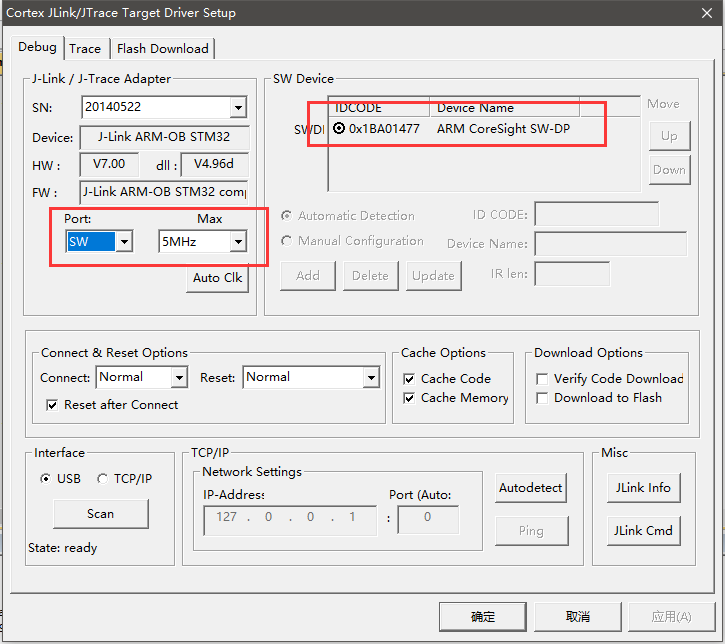 Cortex JLink/JTrace Target Driver Setup
Debug
Trace
Flash Download
J-Link / J-Trace Adapter
SN:
20140522
Device:
J-Link ARM-OB STM32
HW :
V7.00
dll :
V4.96d
FW :
J-Link ARM-OB STM32 comp
Port:
Max
SW
5MHz
Auto Clk
SW Device
IDCODE
Device Name
SWDI
0x1BA01477
ARM CoreSight SW-DP
Move
Up
Down
Automatic Detection
Manual Configuration
ID CODE:
Device Name:
Add
Delete
Update
IR len:
Connect & Reset Options
Connect:
Normal
Reset:
Normal
Reset after Connect
Cache Options
Cache Code
Cache Memory
Download Options
Verify Code Download
Download to Flash
Interface
USB
TCP/IP
Scan
State: ready
TCP/IP
Network Settings
IP-Address:
Port (Auto:
127 . 0 . 0 . 1
:
0
Autodetect
Ping
Misc
JLink Info
JLink Cmd
确定
取消
应用(A)